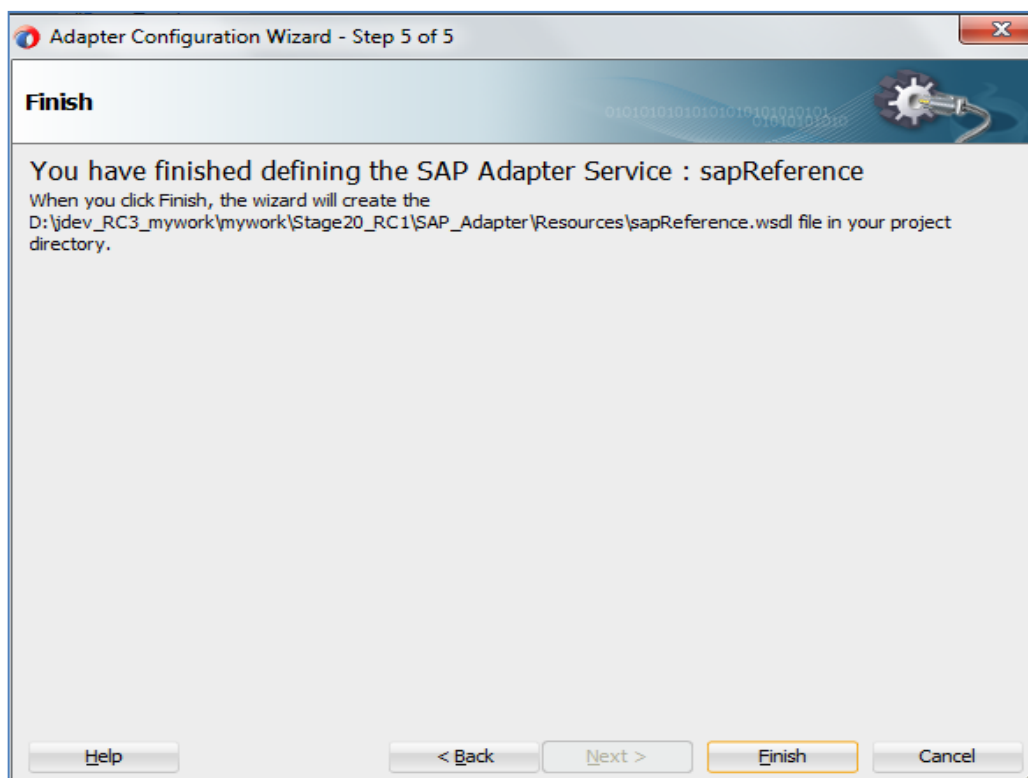 Adapter Configuration Wizard - Step 5 of 5
Finish
You have finished defining the SAP Adapter Service : sapReference
When you click Finish, the wizard will create the
D:\jdev_RC3_mywork\mywork\Stage20_RC1\SAP_Adapter\Resources\sapReference.wsdl file in your project
directory.
Help
< Back
Next >
Finish
Cancel